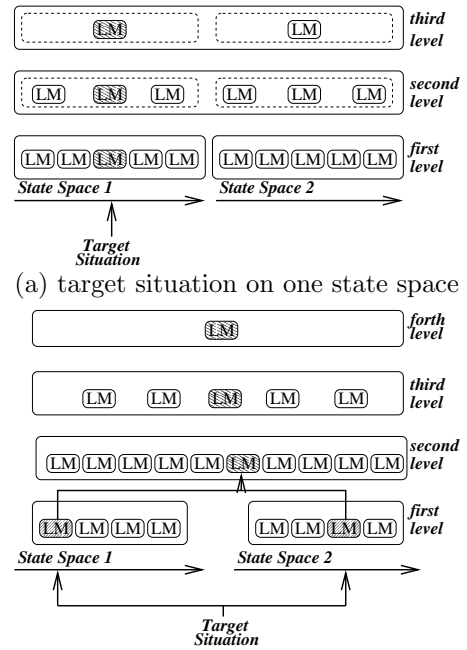 LM LM third level
LM LM LM LM LM LM second level
LM LM LM LM LM LM LM LM LM LM first level
State Space 1 State Space 2
Target
Situation
(a) target situation on one state space
LM forth level
LM LM LM LM LM third level
LM LM LM LM LM LM LM LM LM LM second level
LM LM LM LM LM LM LM LM first level
State Space 1 State Space 2
Target
Situation